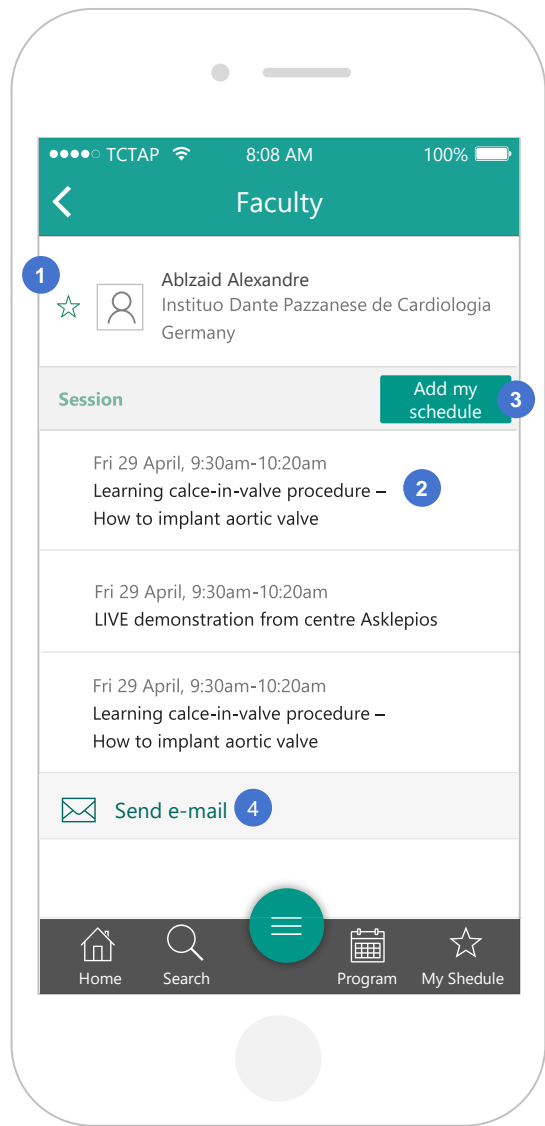 TCTAP 8:08 AM 100%
Faculty
1
Ablzaid Alexandre
Instituo Dante Pazzanese de Cardiologia
Germany
Session
Add my
schedule
3
Fri 29 April, 9:30am-10:20am
Learning calce-in-valve procedure –
2
How to implant aortic valve
Fri 29 April, 9:30am-10:20am
LIVE demonstration from centre Asklepios
Fri 29 April, 9:30am-10:20am
Learning calce-in-valve procedure –
How to implant aortic valve
Send e-mail 4
Home Search Program My Shedule